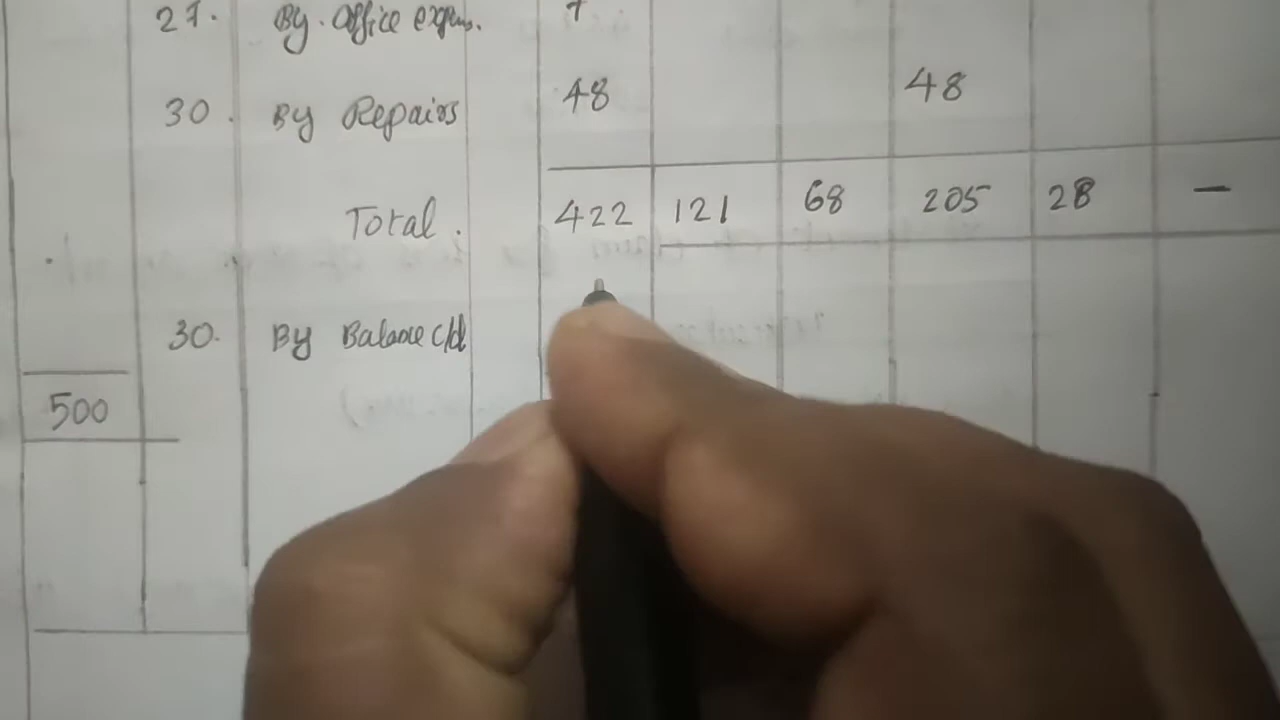 27. By. Office expns.
30. By Repairs 48 48
Total. 422 121 68 205 28 —
30. By Balance c/d
500